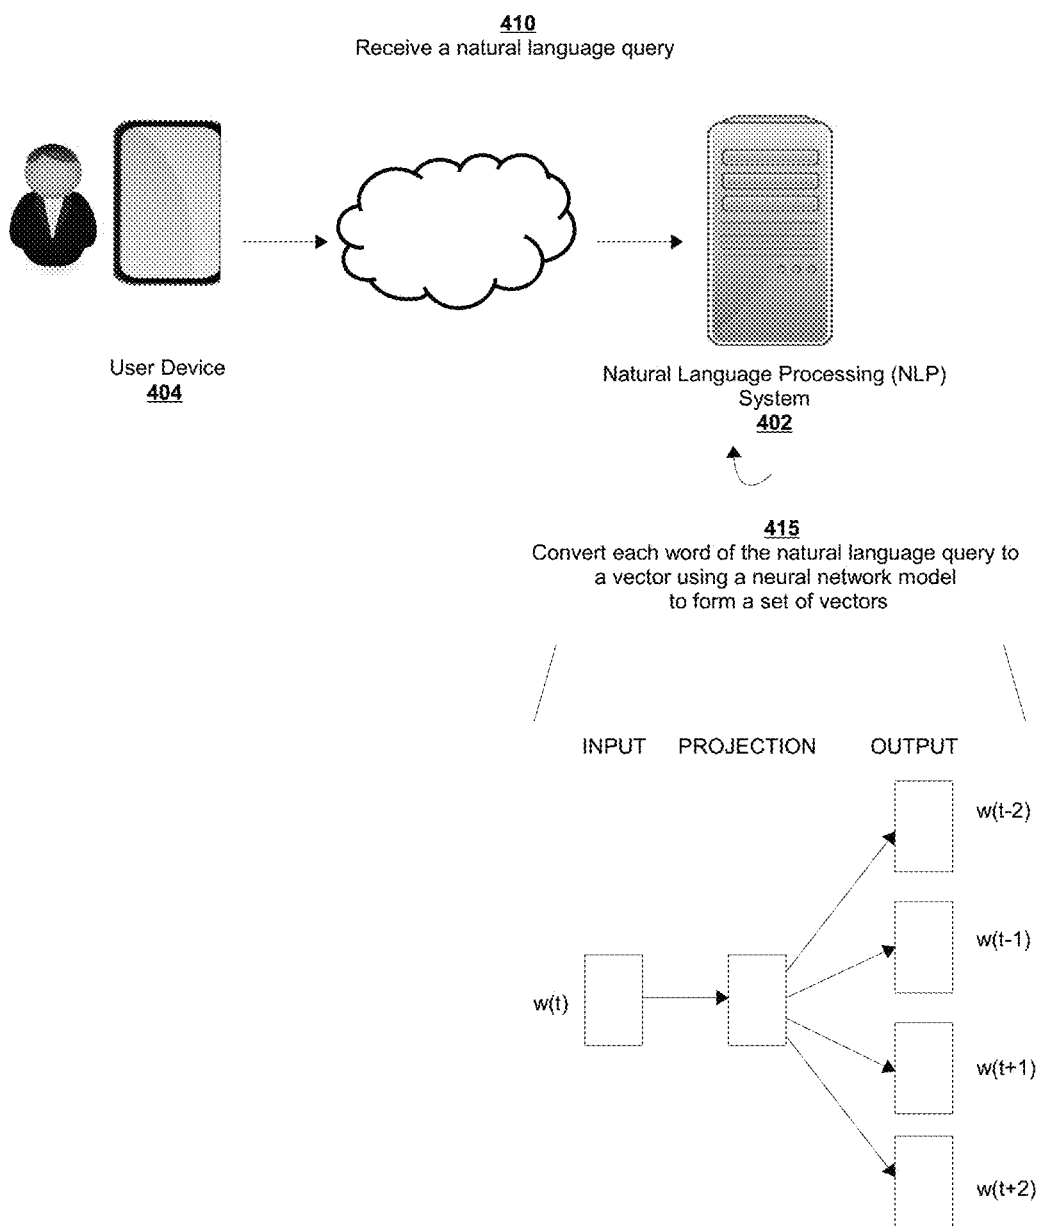 410
Receive a natural language query
User Device
404
Natural Language Processing (NLP)
System
402
415
Convert each word of the natural language query to
a vector using a neural network model
to form a set of vectors
INPUT PROJECTION OUTPUT
w(t-2)
w(t-1)
w(t)
w(t+1)
w(t+2)